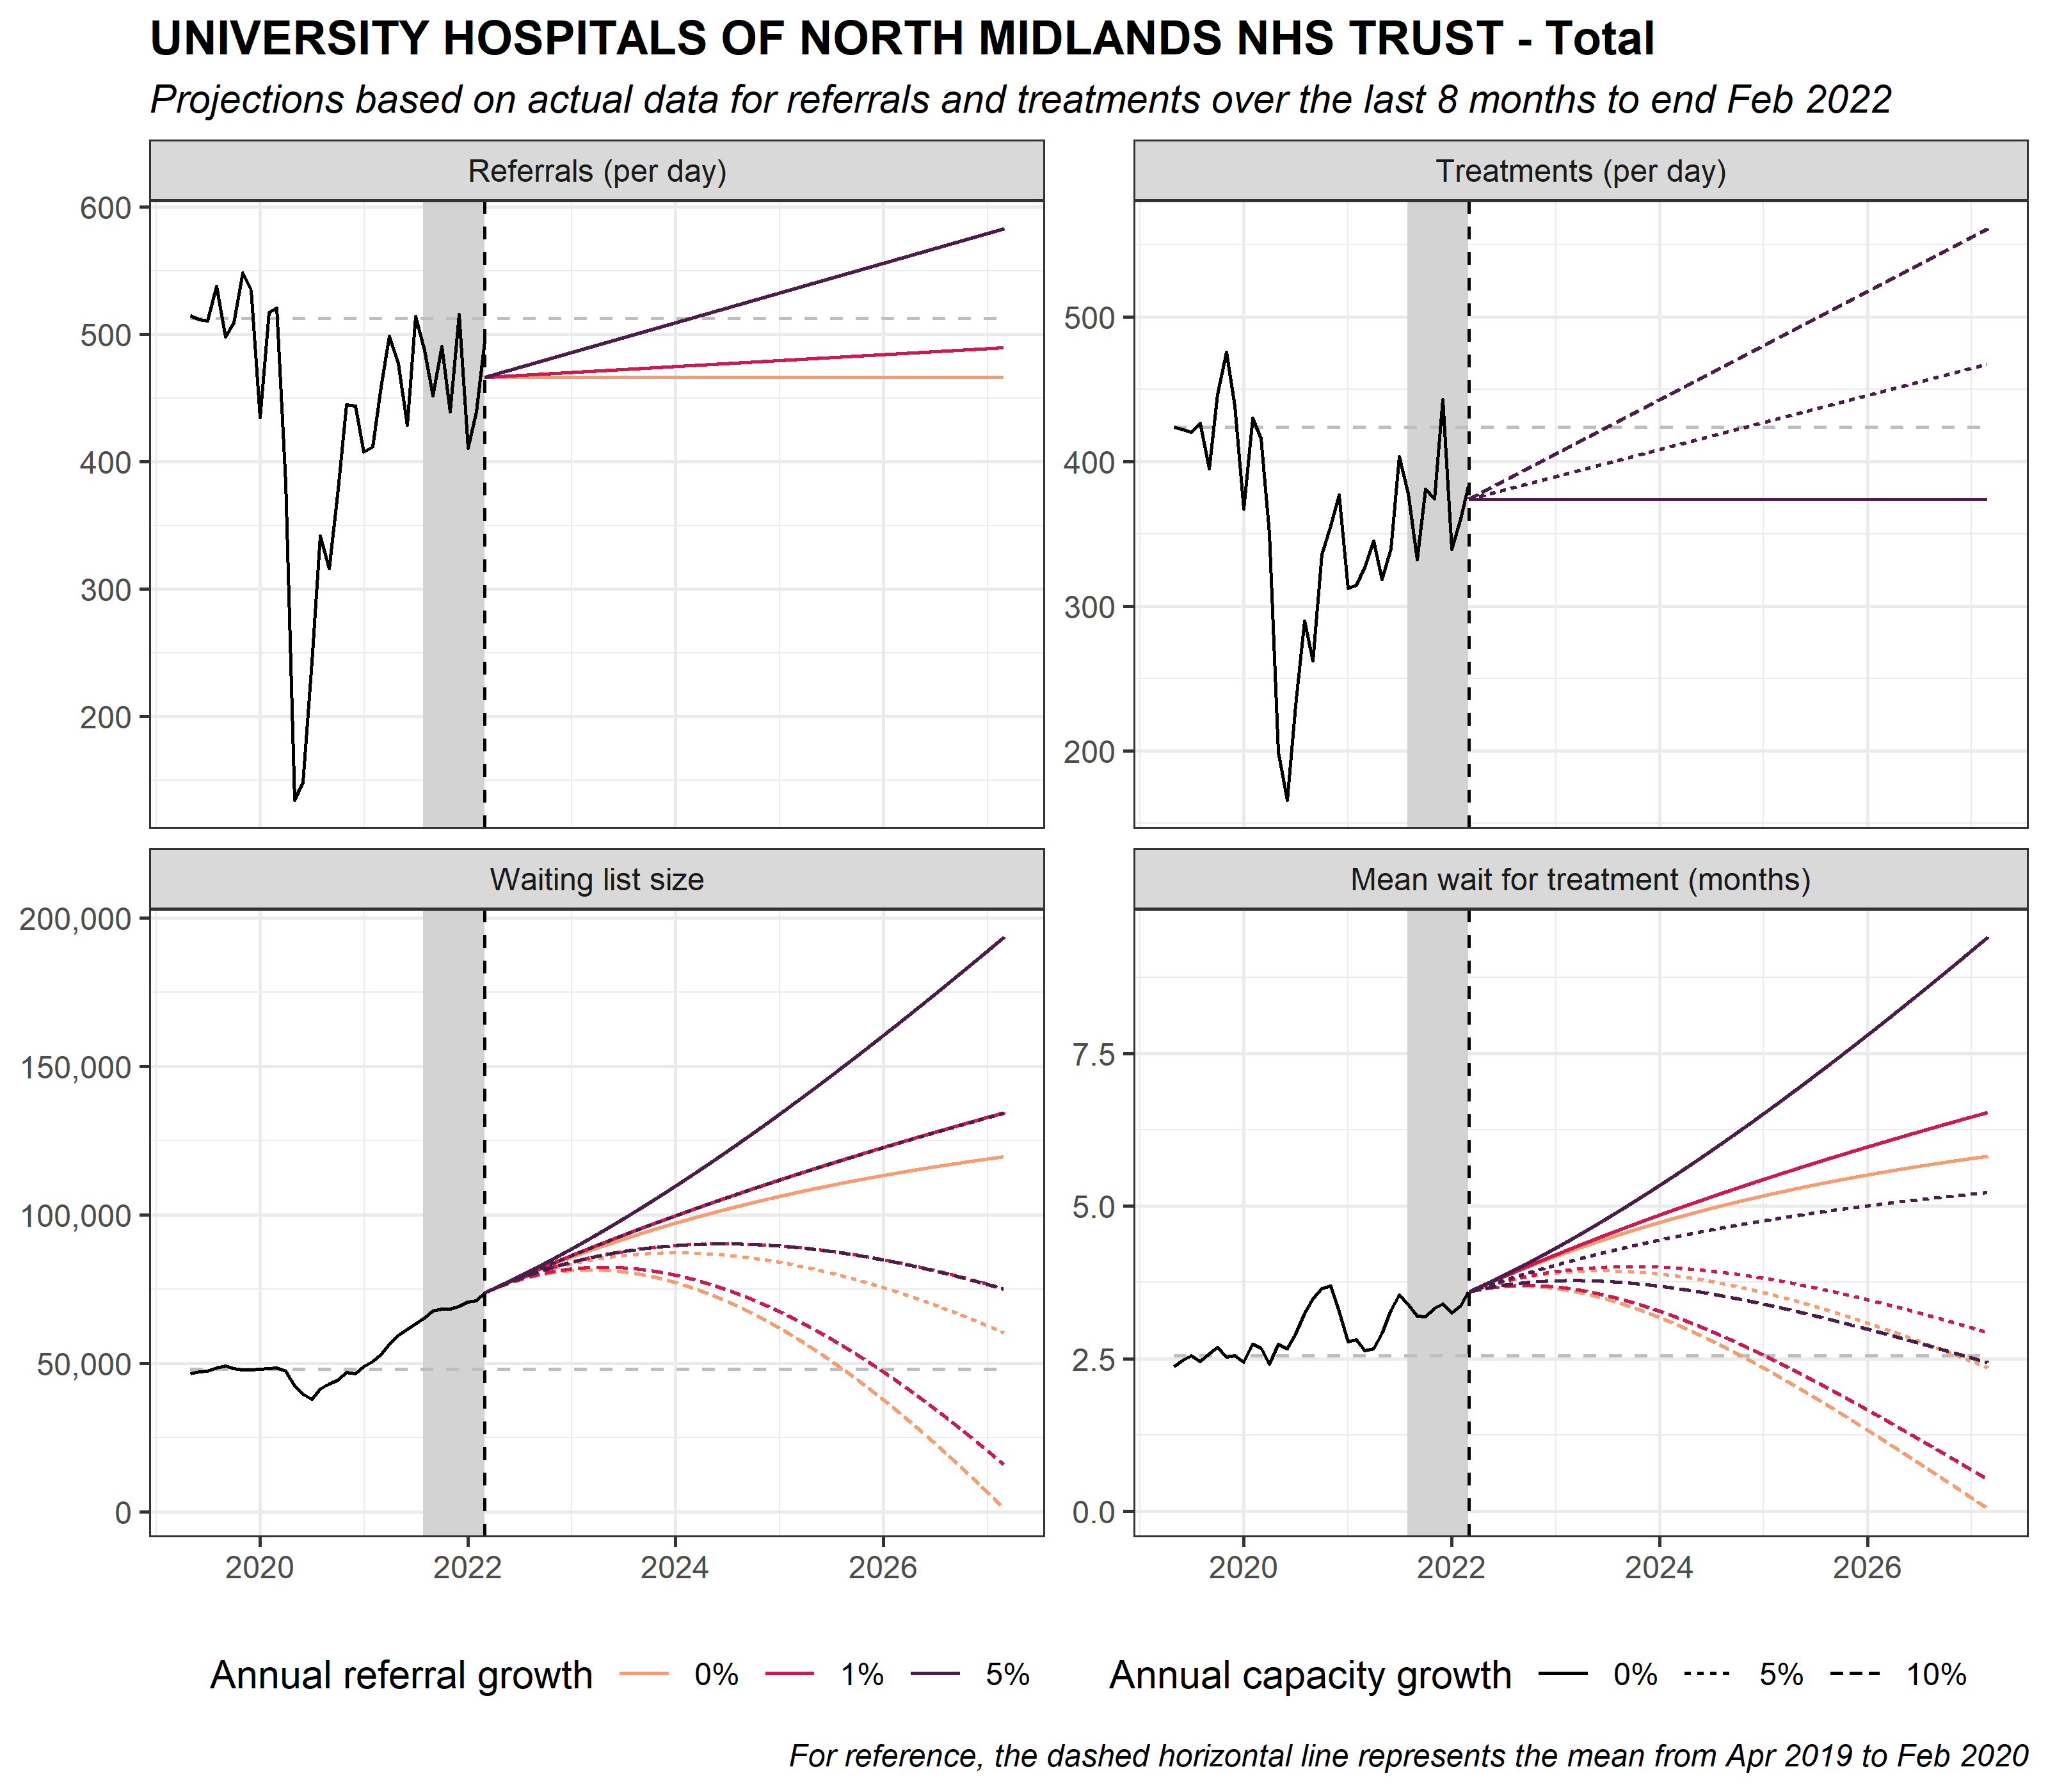 UNIVERSITY HOSPITALS OF NORTH MIDLANDS NHS TRUST - Total
Projections based on actual data for referrals and treatments over the last 8 months to end Feb 2022
Referrals (per day)
600
500
400
300
200
Treatments (per day)
500
400
300
200
Waiting list size
200,000
150,000
100,000
50,000
0
2020 2022 2024 2026
Mean wait for treatment (months)
7.5
5.0
2.5
0.0
2020 2022 2024 2026
Annual referral growth 0% 1% 5%
Annual capacity growth 0% 5% 10%
For reference, the dashed horizontal line represents the mean from Apr 2019 to Feb 2020